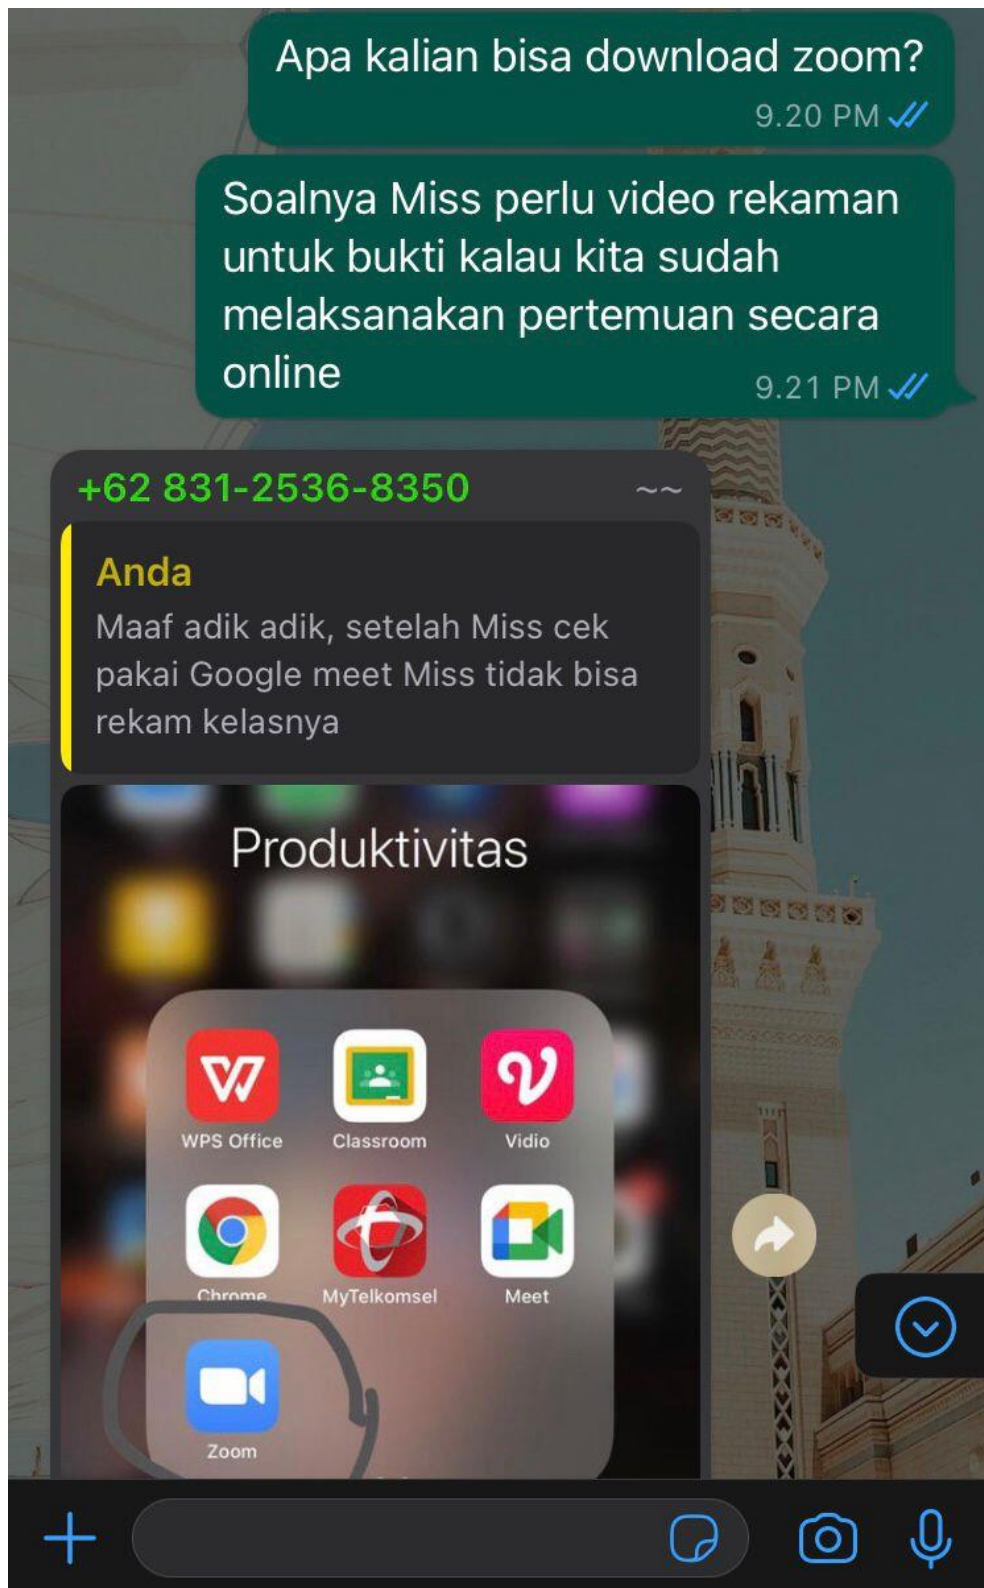 Apa kalian bisa download zoom?
9.20 PM
Soalnya Miss perlu video rekaman
untuk bukti kalau kita sudah
melaksanakan pertemuan secara
online
9.21 PM
+62 831-2536-8350
~~
Anda
Maaf adik adik, setelah Miss cek
pakai Google meet Miss tidak bisa
rekam kelasnya
Produktivitas
WPS Office
Classroom
Vidio
Chrome
MyTelkomsel
Meet
Zoom